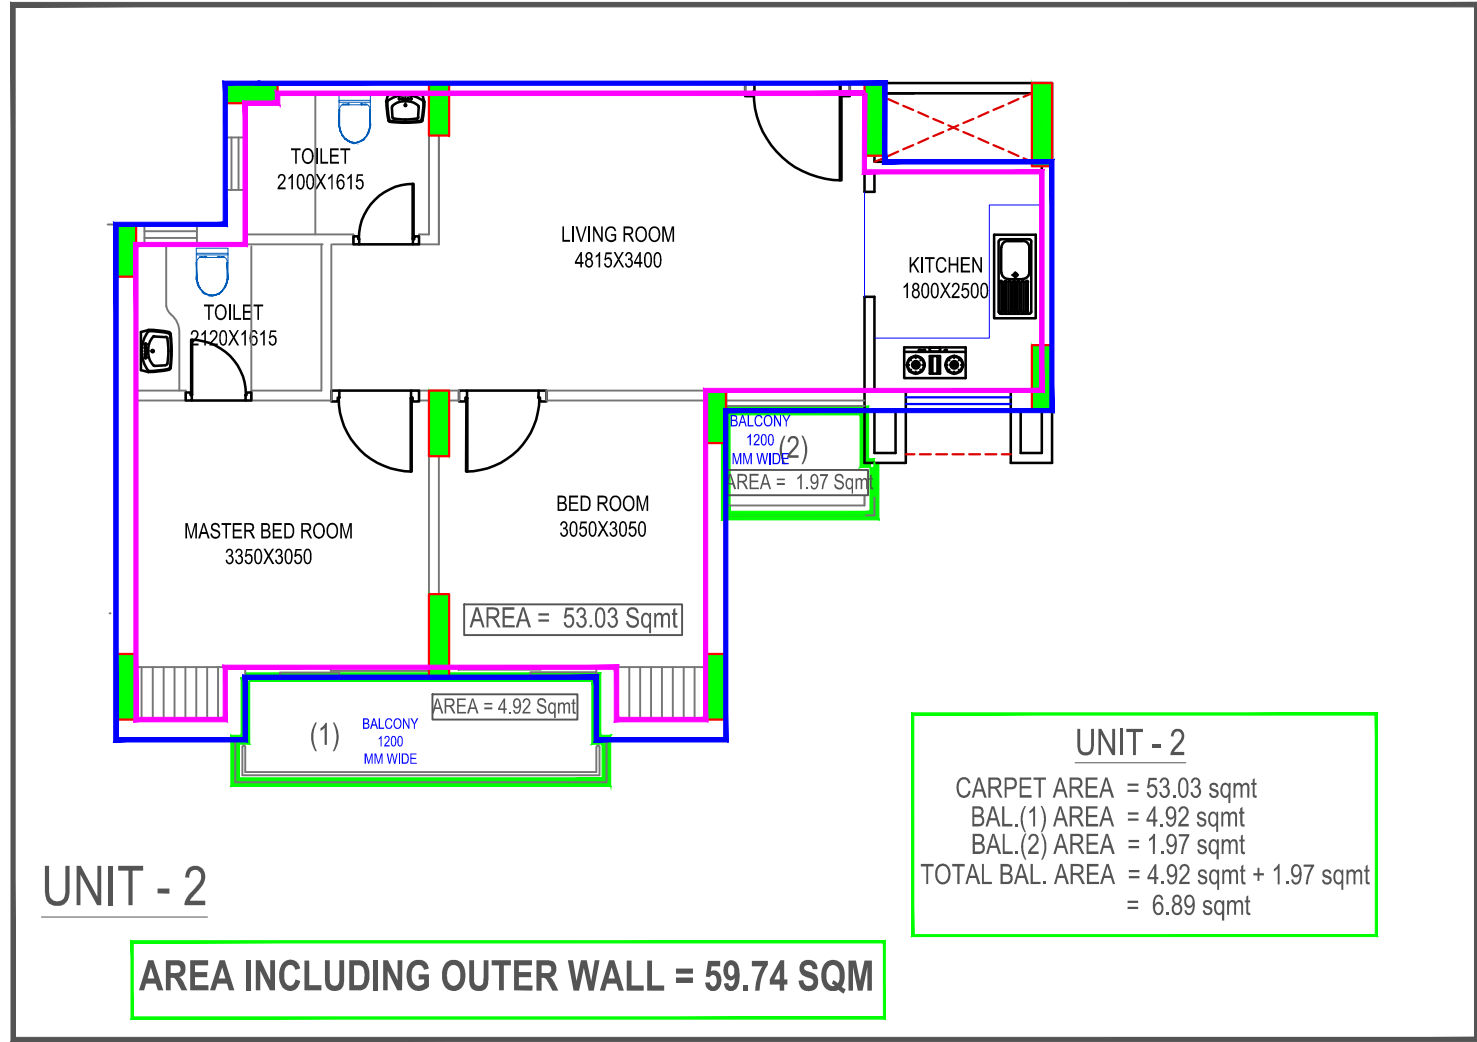 TOILET
2100X1615
LIVING ROOM
4815X3400
KITCHEN
1800X2500
TOILET
2120X1615
BALCONY
1200
MM WIDE
(2)
AREA = 1.97 Sqmt
BED ROOM
3050X3050
MASTER BED ROOM
3350X3050
AREA = 53.03 Sqmt
AREA = 4.92 Sqmt
(1)
BALCONY
1200
MM WIDE
UNIT - 2
CARPET AREA = 53.03 sqmt
BAL.(1) AREA = 4.92 sqmt
BAL.(2) AREA = 1.97 sqmt
TOTAL BAL. AREA = 4.92 sqmt + 1.97 sqmt
= 6.89 sqmt
UNIT - 2
AREA INCLUDING OUTER WALL = 59.74 SQM